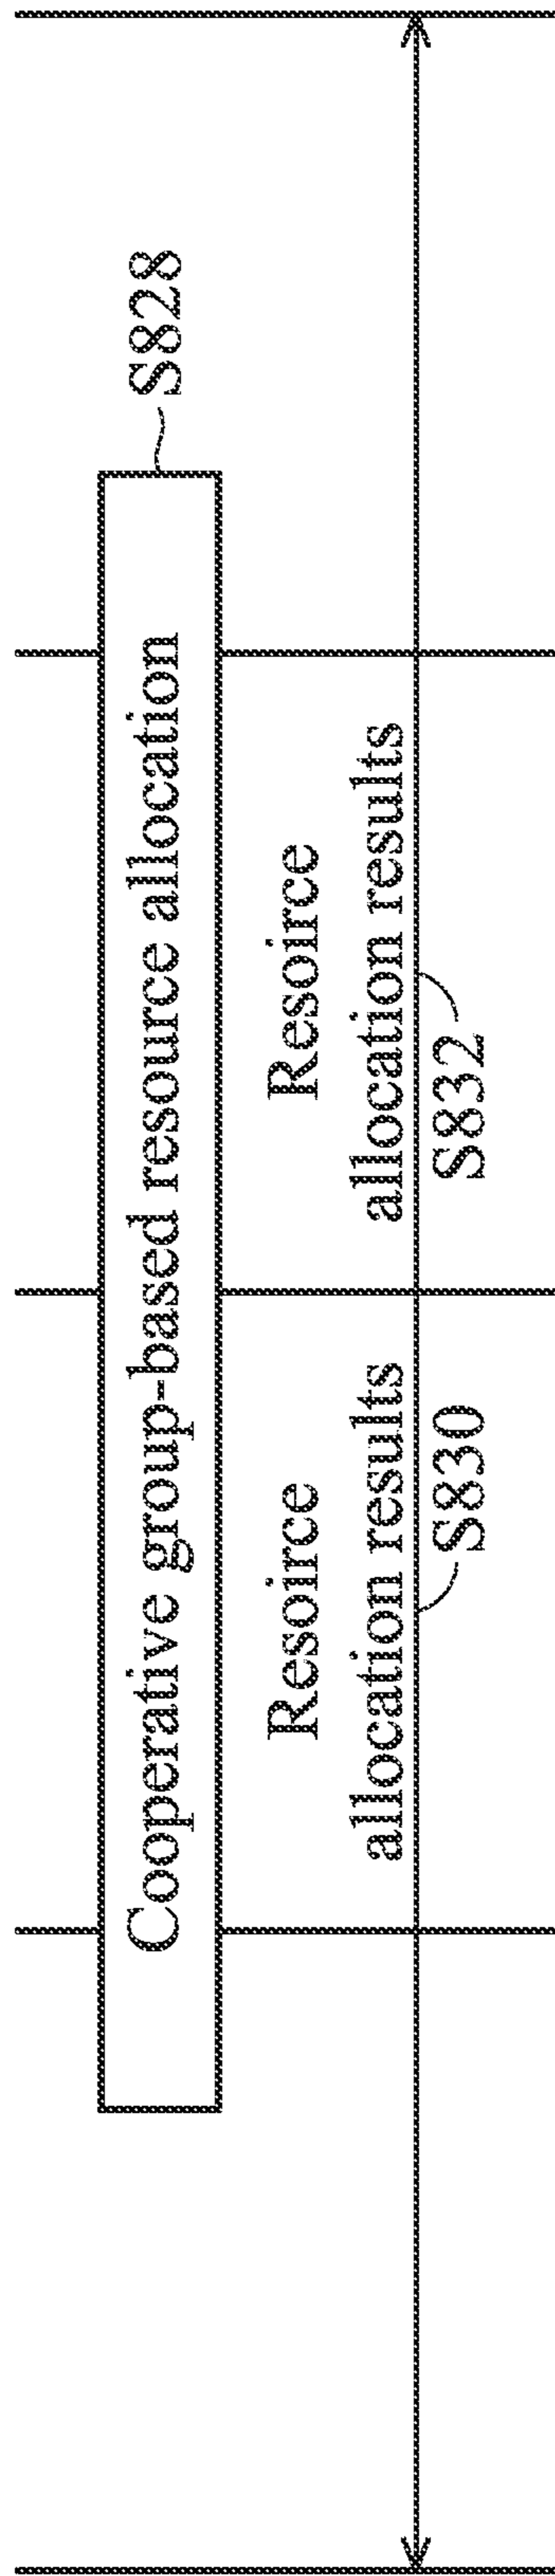 Cooperative group-based resource allocation
S828
Resoirce
allocation results
S830
Resoirce
allocation results
S832